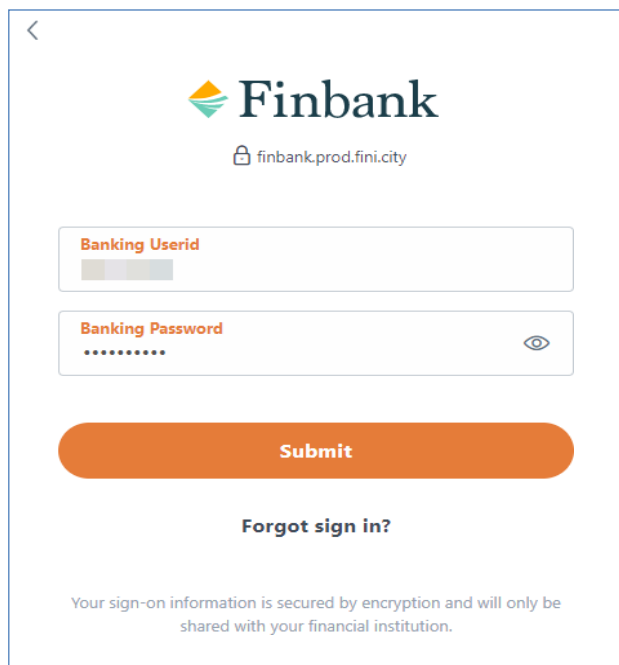 Finbank
finbank.prod.fini.city
Banking Userid
Banking Password
••••••••••
Submit
Forgot sign in?
Your sign-on information is secured by encryption and will only be
shared with your financial institution.